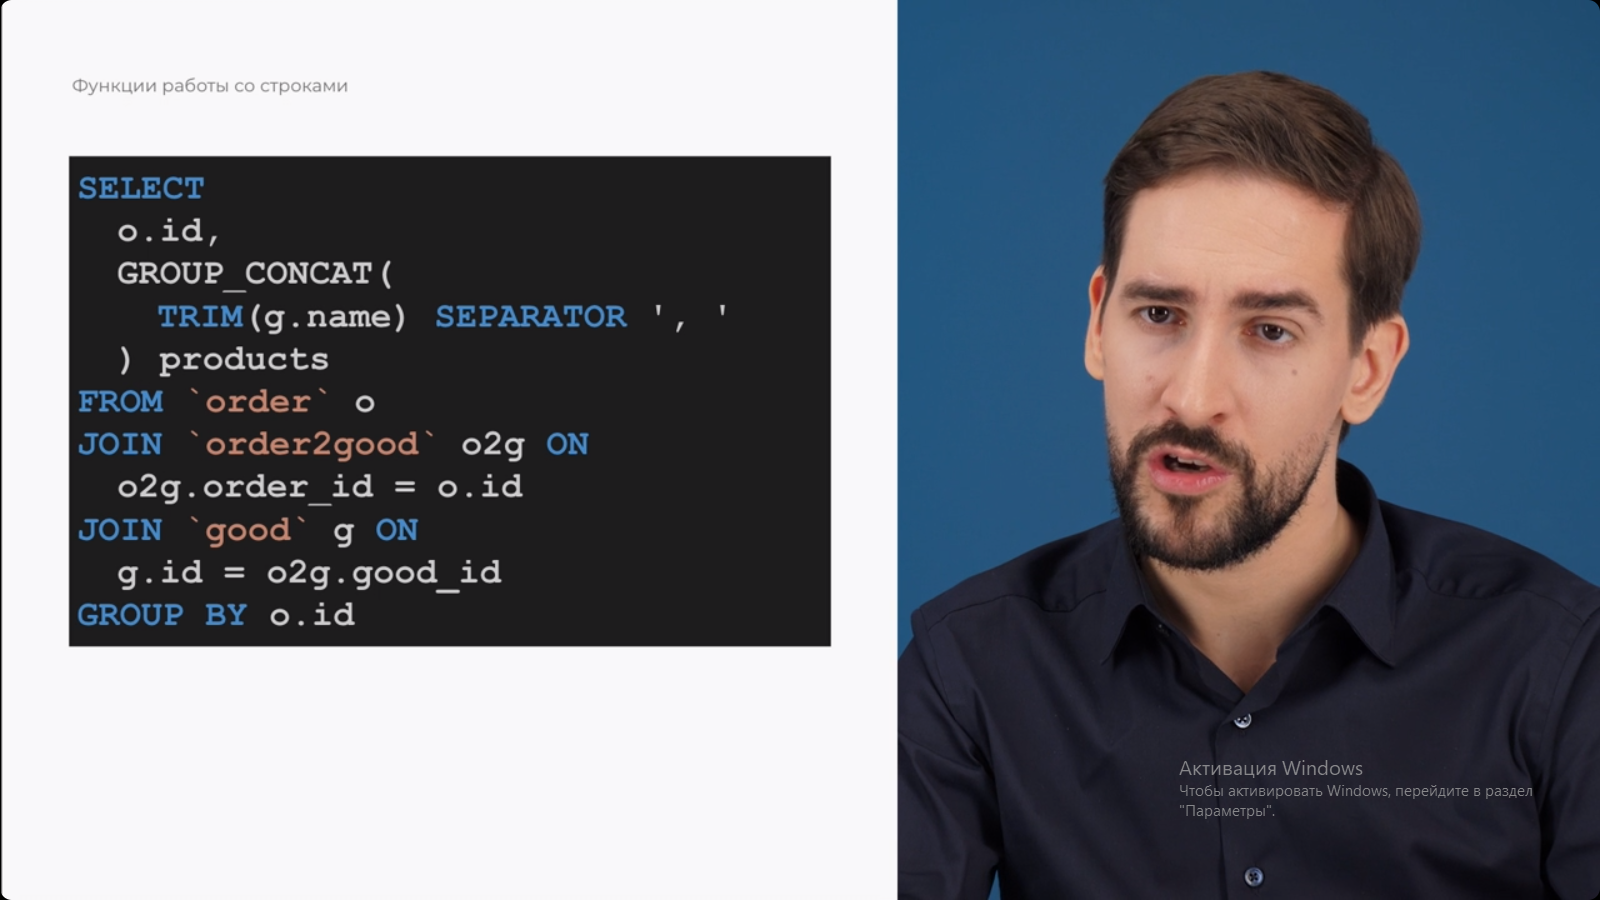 Функции работы со строками
SELECT
o.id,
GROUP_CONCAT(
TRIM(g.name) SEPARATOR ', '
) products
FROM `order` o
JOIN `order2good` o2g ON
o2g.order_id = o.id
JOIN `good` g ON
g.id = o2g.good_id
GROUP BY o.id
Активация Windows
Чтобы активировать Windows, перейдите в раздел
"Параметры".